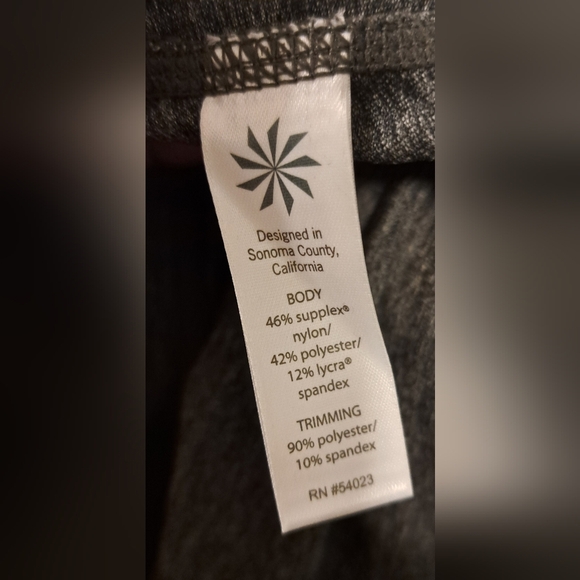 Designed in
Sonoma County,
California
BODY
46% supplex®
nylon/
42% polyester/
12% lycra®
spandex
TRIMMING
90% polyester/
10% spandex
RN #54023